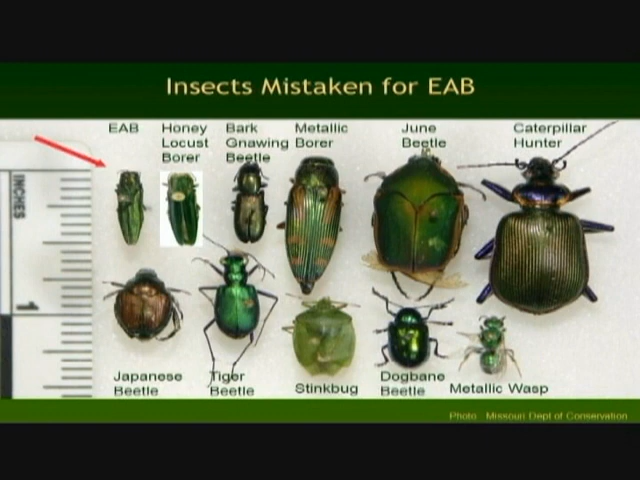 Insects Mistaken for EAB
EAB
Honey
Locust
Borer
Bark
Gnawing
Beetle
Metallic
Borer
June
Beetle
Caterpillar
Hunter
INCHES
1
Japanese
Beetle
Tiger
Beetle
Stinkbug
Dogbane
Beetle
Metallic Wasp
Photo Missouri Dept of Conservation